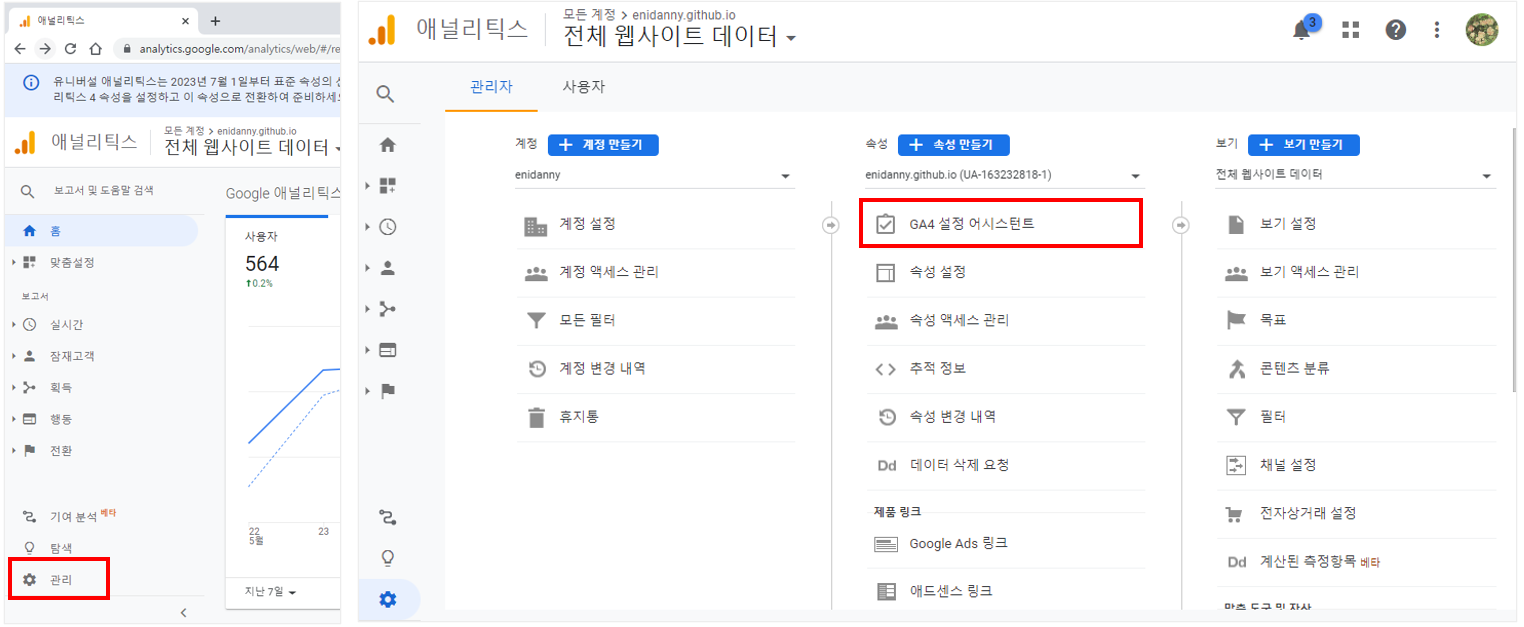 애널리틱스
analytics.google.com/analytics/web/#/re
유니버설 애널리틱스는 2023년 7월 1일부터 표준 속성의
리틱스 4 속성을 설정하고 이 속성으로 전환하여 준비하세요
애널리틱스
모든 계정 > enidanny.github.io
전체 웹사이트 데이터
보고서 및 도움말 검색
Google 애널리틱스
홈
맞춤설정
보고서
실시간
잠재고객
획득
행동
전환
기여 분석 베타
탐색
관리
사용자
564
0.2%
22
5월
23
지난 7일
애널리틱스
모든 계정 > enidanny.github.io
전체 웹사이트 데이터
3
관리자
사용자
계정
계정 만들기
enidanny
계정 설정
계정 액세스 관리
모든 필터
계정 변경 내역
휴지통
속성
속성 만들기
enidanny.github.io (UA-163232818-1)
GA4 설정 어시스턴트
속성 설정
속성 액세스 관리
추적 정보
속성 변경 내역
Dd 데이터 삭제 요청
제품 링크
Google Ads 링크
애드센스 링크
보기
보기 만들기
전체 웹사이트 데이터
보기 설정
보기 액세스 관리
목표
콘텐츠 분류
필터
채널 설정
전자상거래 설정
Dd 계산된 측정항목 베타
맞춤 도구 및 자산